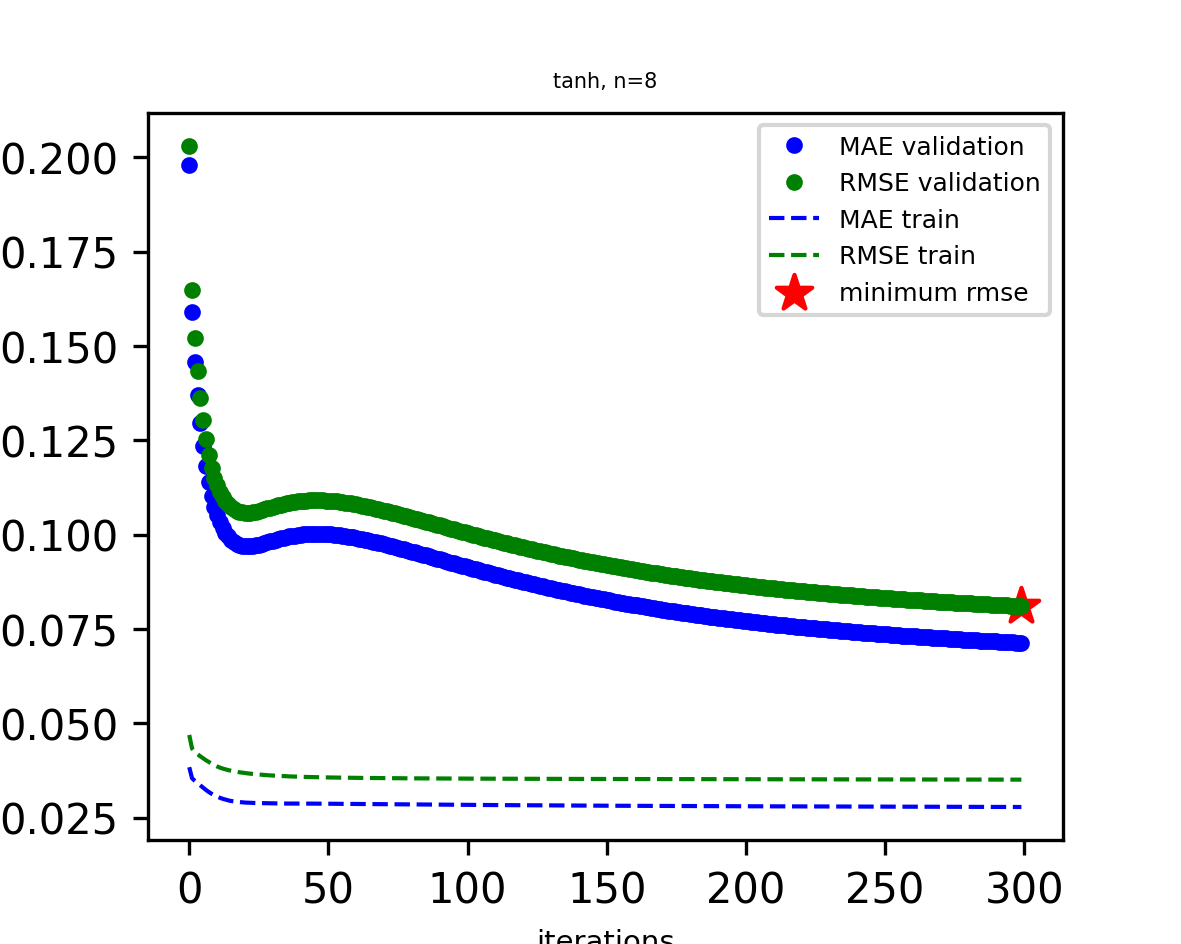 tanh, n=8
0.200
0.175
0.150
0.125
0.100
0.075
0.050
0.025
MAE validation
RMSE validation
MAE train
RMSE train
minimum rmse
0 50 100 150 200 250 300
iterations